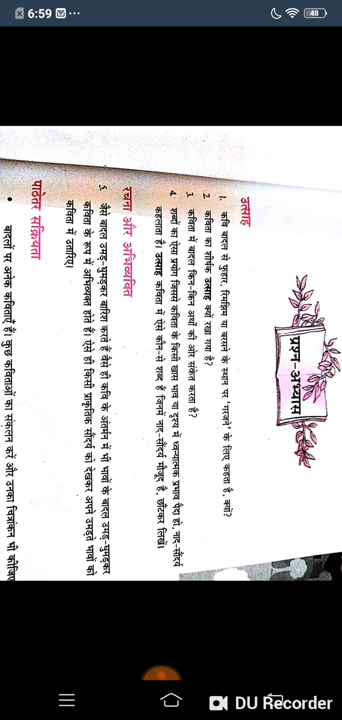 6:59
48
प्रश्न-अभ्यास
उत्साह
1. कवि बादल से फुहार, रिमझिम या बरसने के स्थान पर 'गरजने' के लिए कहता है, क्यों?
2. कविता का शीर्षक उत्साह क्यों रखा गया है?
3. कविता में बादल किन-किन अर्थों की ओर संकेत करता है?
4. शब्दों का ऐसा प्रयोग जिससे कविता के किसी खास भाव या दृश्य में ध्वन्यात्मक प्रभाव पैदा हो, नाद-सौंदर्य
कहलाता है। उत्साह कविता में ऐसे कौन-से शब्द हैं जिनमें नाद-सौंदर्य मौजूद है, छाँटकर लिखें।
रचना और अभिव्यक्ति
5. जैसे बादल उमड़-घुमड़कर बारिश करते हैं वैसे ही कवि के अंतर्मन में भी भावों के बादल उमड़-घुमड़कर
कविता के रूप में अभिव्यक्त होते हैं। ऐसे ही किसी प्राकृतिक सौंदर्य को देखकर अपने उमड़ते भावों को
कविता में उतारिए।
पाठेतर सक्रियता
• बादलों पर अनेक कविताएँ हैं। कुछ कविताओं का संकलन करें और उनका चित्रांकन भी कीजिए
DU Recorder